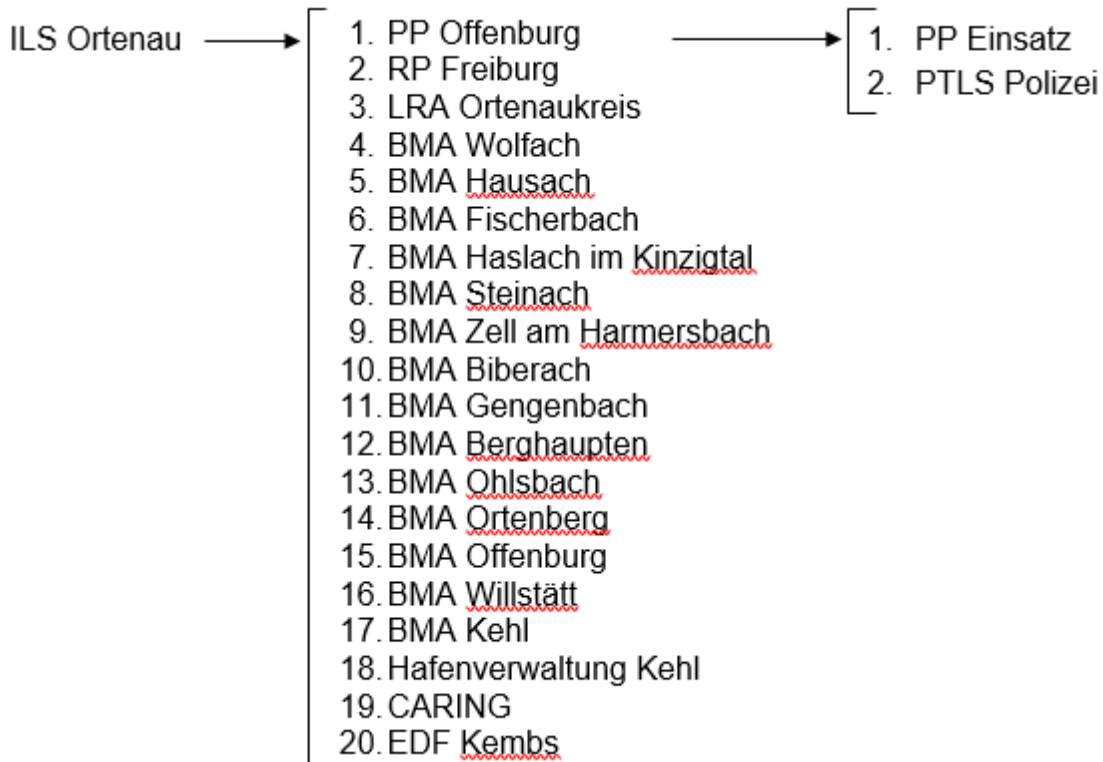 ILS Ortenau
1. PP Offenburg
2. RP Freiburg
3. LRA Ortenaukreis
4. BMA Wolfach
5. BMA Hausach
6. BMA Fischerbach
7. BMA Haslach im Kinzigtal
8. BMA Steinach
9. BMA Zell am Harmersbach
10. BMA Biberach
11. BMA Gengenbach
12. BMA Berghaupten
13. BMA Ohlsbach
14. BMA Ortenberg
15. BMA Offenburg
16. BMA Willstätt
17. BMA Kehl
18. Hafenverwaltung Kehl
19. CARING
20. EDF Kembs
1. PP Einsatz
2. PTLS Polizei